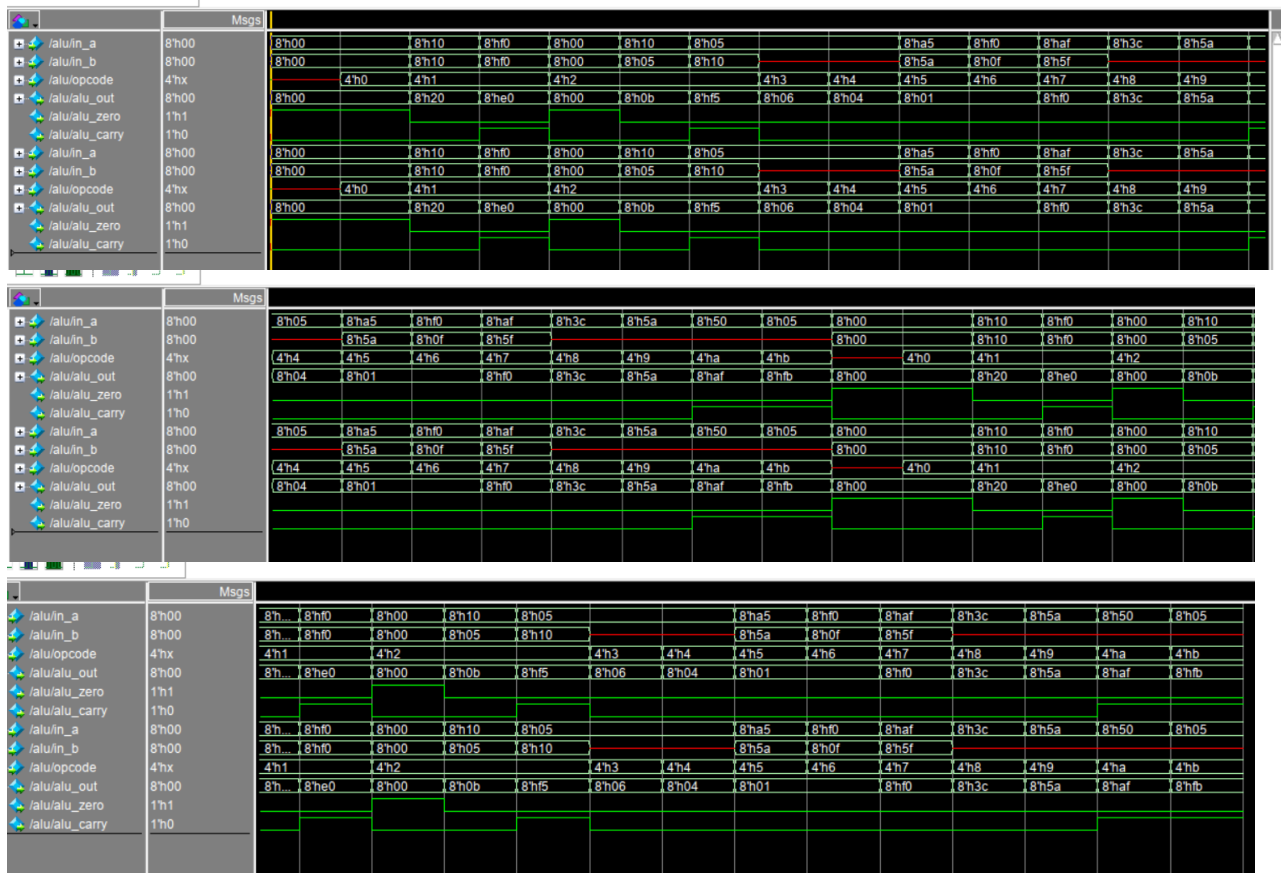 Msgs
/alu/in_a 8'h00 8'h00 8'h10 8'hf0 8'h00 8'h10 8'h05 8'ha5 8'hf0 8'haf 8'h3c 8'h5a
/alu/in_b 8'h00 8'h00 8'h10 8'hf0 8'h00 8'h05 8'h10 8'h5a 8'h0f 8'h5f
/alu/opcode 4'hx 4'h0 4'h1 4'h2 4'h3 4'h4 4'h5 4'h6 4'h7 4'h8 4'h9
/alu/alu_out 8'h00 8'h00 8'h20 8'he0 8'h00 8'h0b 8'hf5 8'h06 8'h04 8'h01 8'hf0 8'h3c 8'h5a
/alu/alu_zero 1'h1
/alu/alu_carry 1'h0
/alu/in_a 8'h00 8'h00 8'h10 8'hf0 8'h00 8'h10 8'h05 8'ha5 8'hf0 8'haf 8'h3c 8'h5a
/alu/in_b 8'h00 8'h00 8'h10 8'hf0 8'h00 8'h05 8'h10 8'h5a 8'h0f 8'h5f
/alu/opcode 4'hx 4'h0 4'h1 4'h2 4'h3 4'h4 4'h5 4'h6 4'h7 4'h8 4'h9
/alu/alu_out 8'h00 8'h00 8'h20 8'he0 8'h00 8'h0b 8'hf5 8'h06 8'h04 8'h01 8'hf0 8'h3c 8'h5a
/alu/alu_zero 1'h1
/alu/alu_carry 1'h0
Msgs
/alu/in_a 8'h00 8'h05 8'ha5 8'hf0 8'haf 8'h3c 8'h5a 8'h50 8'h05 8'h00 8'h10 8'hf0 8'h00 8'h10
/alu/in_b 8'h00 8'h5a 8'h0f 8'h5f 8'h00 8'h10 8'hf0 8'h00 8'h05
/alu/opcode 4'hx 4'h4 4'h5 4'h6 4'h7 4'h8 4'h9 4'ha 4'hb 4'h0 4'h1 4'h2
/alu/alu_out 8'h00 8'h04 8'h01 8'hf0 8'h3c 8'h5a 8'haf 8'hfb 8'h00 8'h20 8'he0 8'h00 8'h0b
/alu/alu_zero 1'h1
/alu/alu_carry 1'h0
/alu/in_a 8'h00 8'h05 8'ha5 8'hf0 8'haf 8'h3c 8'h5a 8'h50 8'h05 8'h00 8'h10 8'hf0 8'h00 8'h10
/alu/in_b 8'h00 8'h5a 8'h0f 8'h5f 8'h00 8'h10 8'hf0 8'h00 8'h05
/alu/opcode 4'hx 4'h4 4'h5 4'h6 4'h7 4'h8 4'h9 4'ha 4'hb 4'h0 4'h1 4'h2
/alu/alu_out 8'h00 8'h04 8'h01 8'hf0 8'h3c 8'h5a 8'haf 8'hfb 8'h00 8'h20 8'he0 8'h00 8'h0b
/alu/alu_zero 1'h1
/alu/alu_carry 1'h0
Msgs
/alu/in_a 8'h00 8'h... 8'hf0 8'h00 8'h10 8'h05 8'ha5 8'hf0 8'haf 8'h3c 8'h5a 8'h50 8'h05
/alu/in_b 8'h00 8'h... 8'hf0 8'h00 8'h05 8'h10 8'h5a 8'h0f 8'h5f
/alu/opcode 4'hx 4'h1 4'h2 4'h3 4'h4 4'h5 4'h6 4'h7 4'h8 4'h9 4'ha 4'hb
/alu/alu_out 8'h00 8'h... 8'he0 8'h00 8'h0b 8'hf5 8'h06 8'h04 8'h01 8'hf0 8'h3c 8'h5a 8'haf 8'hfb
/alu/alu_zero 1'h1
/alu/alu_carry 1'h0
/alu/in_a 8'h00 8'h... 8'hf0 8'h00 8'h10 8'h05 8'ha5 8'hf0 8'haf 8'h3c 8'h5a 8'h50 8'h05
/alu/in_b 8'h00 8'h... 8'hf0 8'h00 8'h05 8'h10 8'h5a 8'h0f 8'h5f
/alu/opcode 4'hx 4'h1 4'h2 4'h3 4'h4 4'h5 4'h6 4'h7 4'h8 4'h9 4'ha 4'hb
/alu/alu_out 8'h00 8'h... 8'he0 8'h00 8'h0b 8'hf5 8'h06 8'h04 8'h01 8'hf0 8'h3c 8'h5a 8'haf 8'hfb
/alu/alu_zero 1'h1
/alu/alu_carry 1'h0